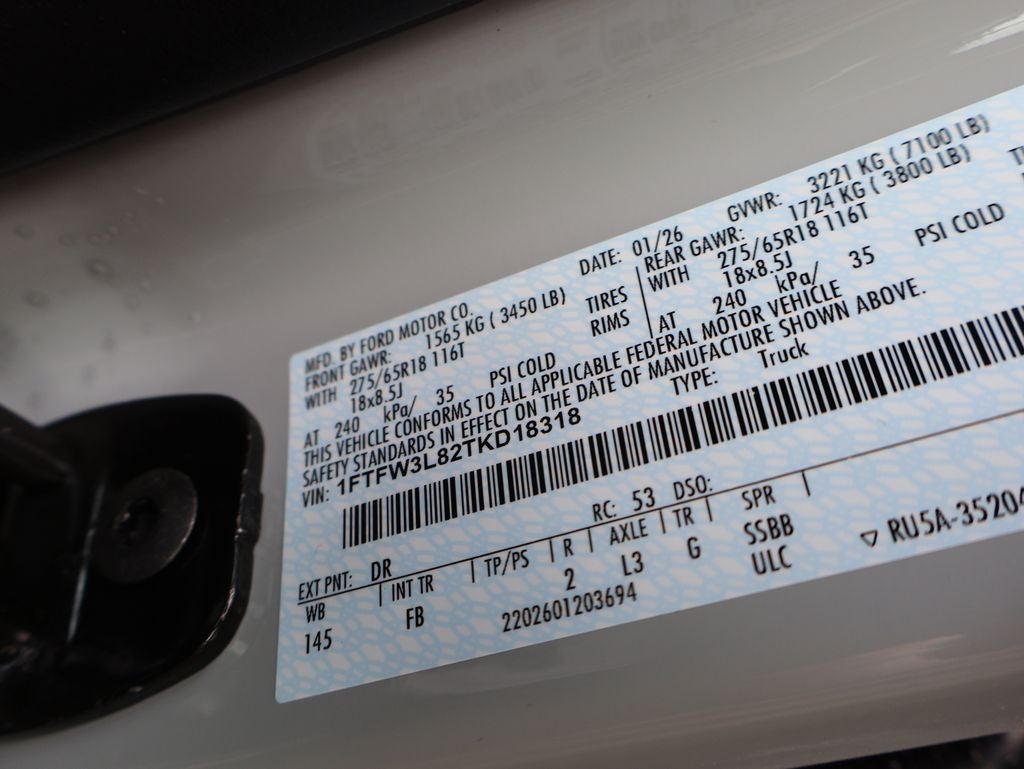 MFD. BY FORD MOTOR CO. DATE: 01/26 GVWR: 3221 KG ( 7100 LB)
FRONT GAWR: 1565 KG ( 3450 LB) REAR GAWR: 1724 KG ( 3800 LB)
WITH 275/65R18 116T TIRES WITH 275/65R18 116T
18x8.5J RIMS 18x8.5J
AT 240 kPa/ 35 PSI COLD AT 240 kPa/ 35 PSI COLD
THIS VEHICLE CONFORMS TO ALL APPLICABLE FEDERAL MOTOR VEHICLE
SAFETY STANDARDS IN EFFECT ON THE DATE OF MANUFACTURE SHOWN ABOVE.
VIN: 1FTFW3L82TKD18318 TYPE: Truck
EXT PNT: DR RC: 53 DSO:
WB INT TR TP/PS R AXLE TR SPR
145 FB 2 L3 G SSBB
2202601203694 ULC
RU5A-35204